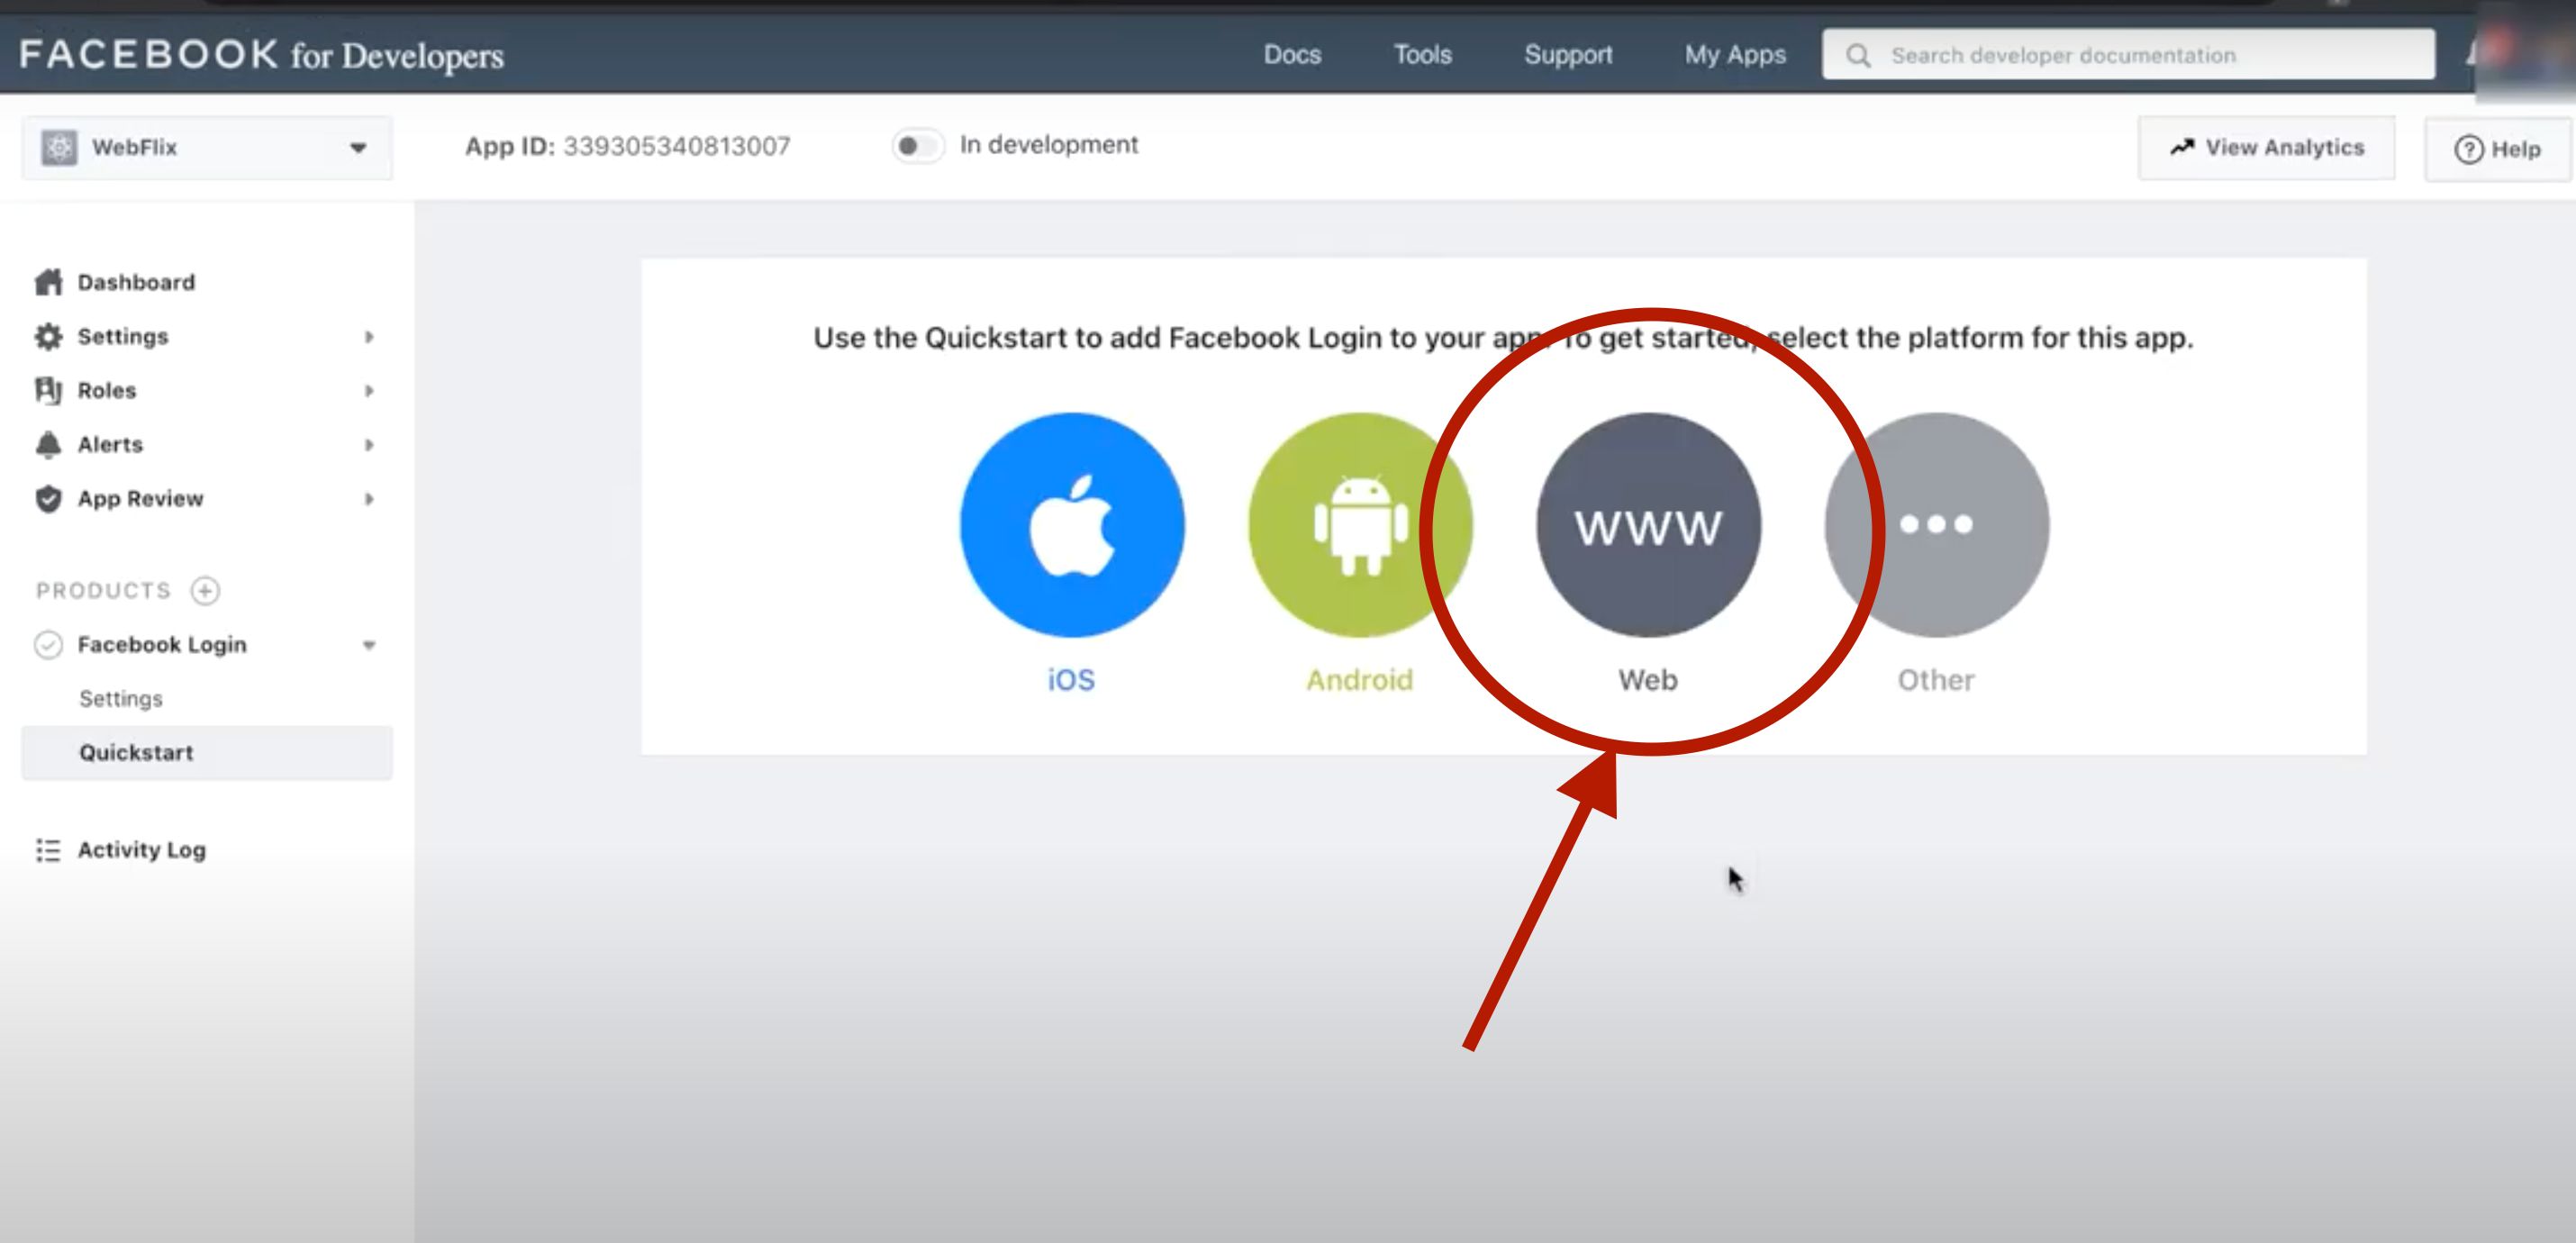 FACEBOOK for Developers
Docs Tools Support My Apps Search developer documentation
WebFlix App ID: 339305340813007 In development View Analytics Help
Dashboard
Settings
Roles
Alerts
App Review
PRODUCTS
Facebook Login
Settings
Quickstart
Activity Log
Use the Quickstart to add Facebook Login to your app. To get started, select the platform for this app.
www
iOS Android Web Other